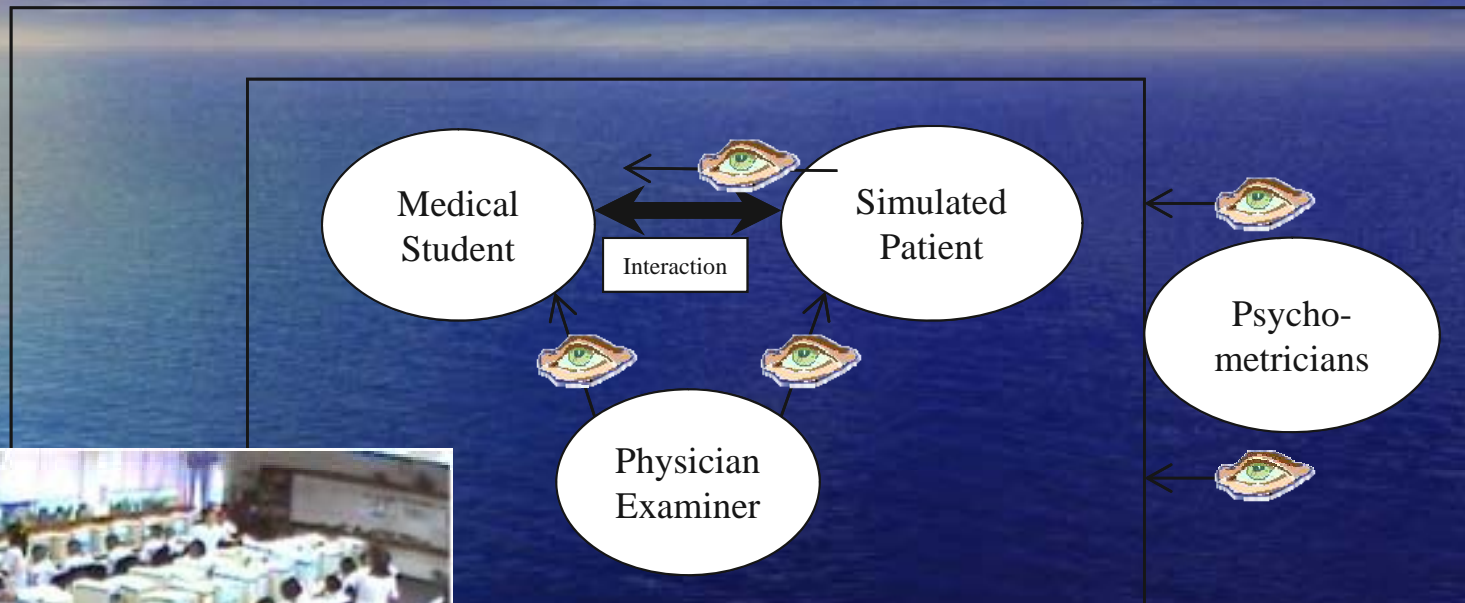 Medical
Student
Interaction
Simulated
Patient
Psycho-
metricians
Physician
Examiner